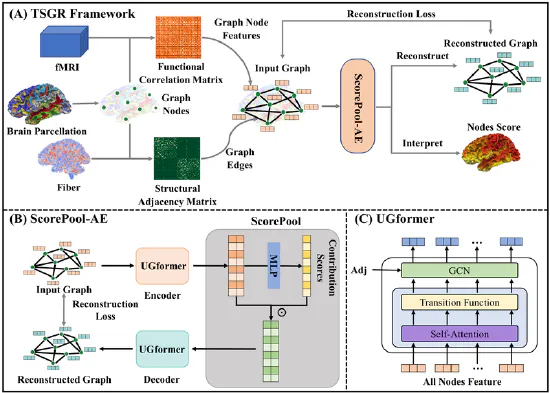 (A) TSGR Framework
Reconstruction Loss
Graph Node
Features
fMRI
Functional
Correlation Matrix
Input Graph
Reconstructed Graph
Reconstruct
ScorePool-AE
Graph
Nodes
Brain Parcellation
Interpret
Nodes Score
Graph
Edges
Fiber
Structural
Adjacency Matrix
(B) ScorePool-AE
ScorePool
Input Graph
UGformer
Encoder
MLP
Contribution
Scores
Reconstruction
Loss
Reconstructed Graph
UGformer
Decoder
(C) UGformer
...
Adj
GCN
Transition Function
Self-Attention
...
All Nodes Feature